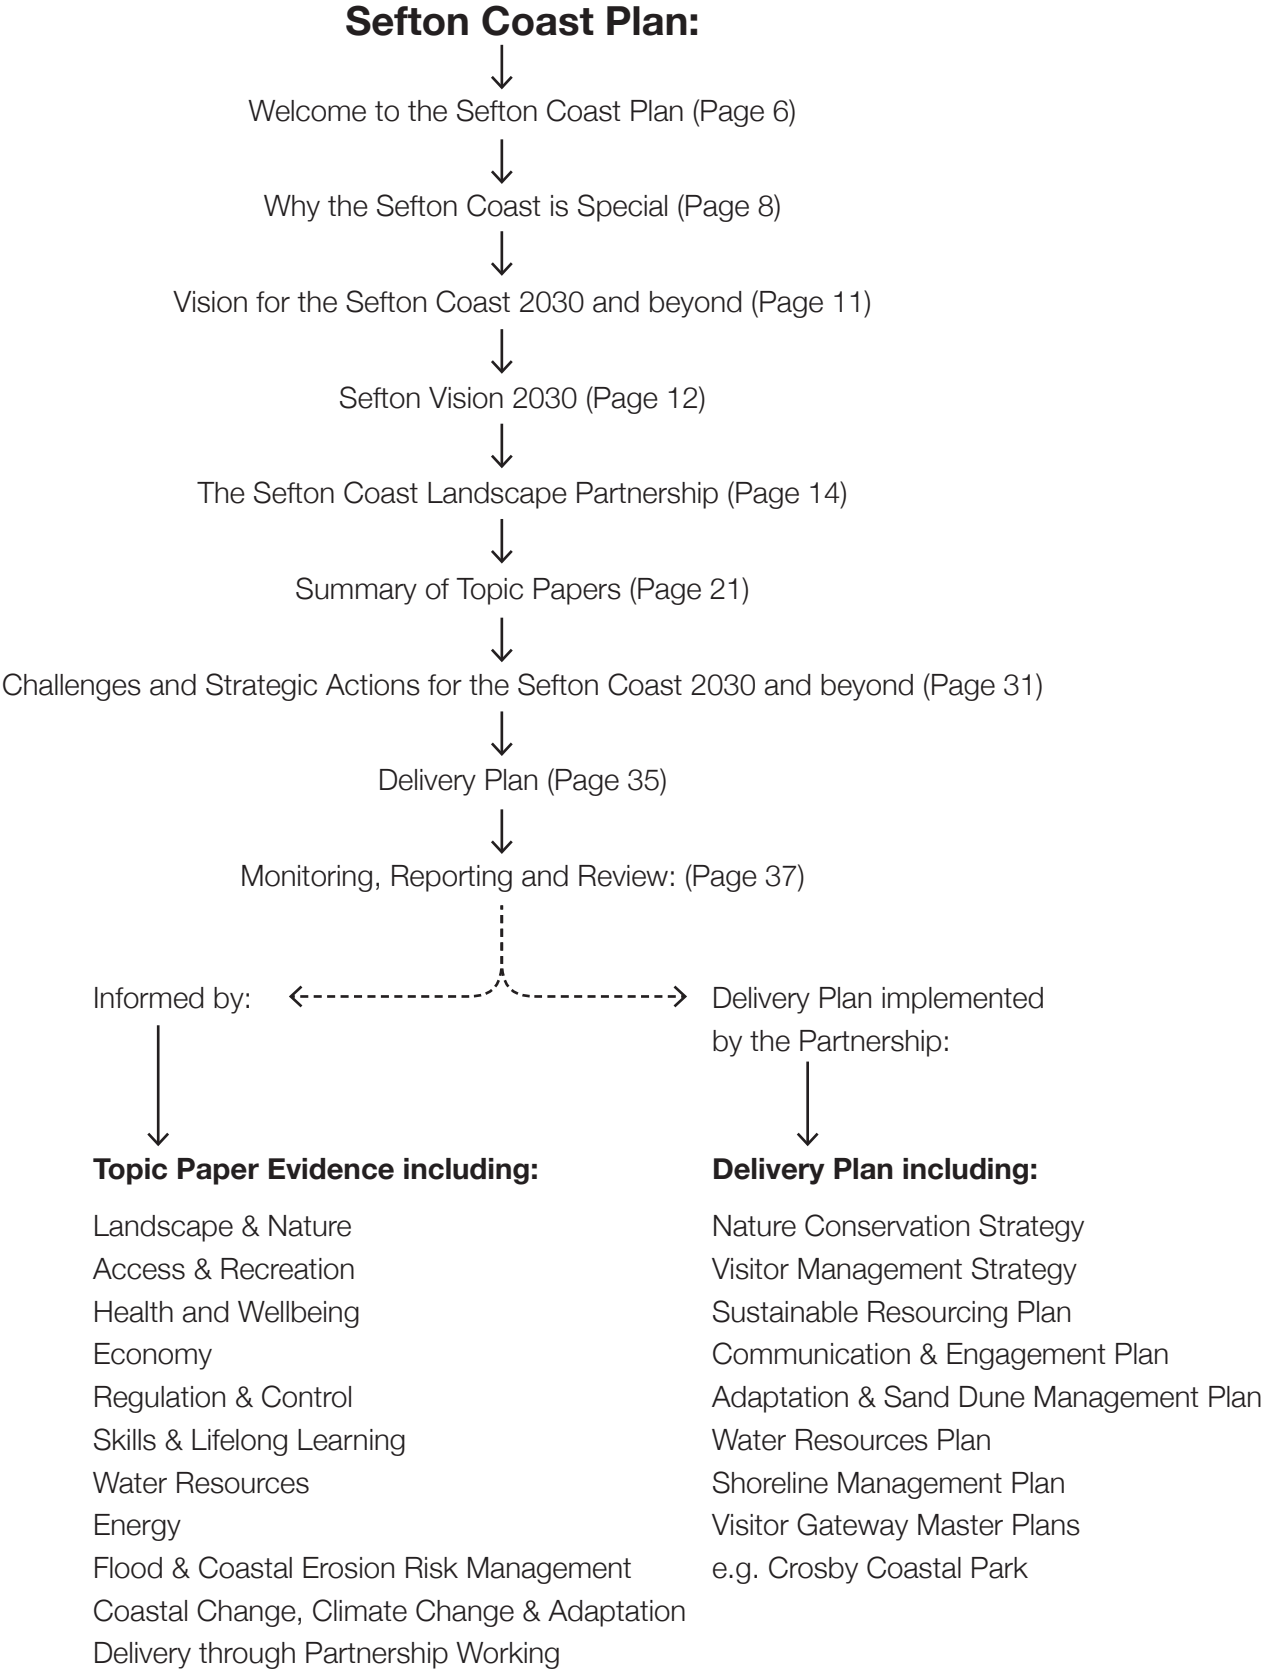 Sefton Coast Plan:
Welcome to the Sefton Coast Plan (Page 6)
Why the Sefton Coast is Special (Page 8)
Vision for the Sefton Coast 2030 and beyond (Page 11)
Sefton Vision 2030 (Page 12)
The Sefton Coast Landscape Partnership (Page 14)
Summary of Topic Papers (Page 21)
Challenges and Strategic Actions for the Sefton Coast 2030 and beyond (Page 31)
Delivery Plan (Page 35)
Monitoring, Reporting and Review: (Page 37)
Informed by:
Topic Paper Evidence including:
Landscape & Nature
Access & Recreation
Health and Wellbeing
Economy
Regulation & Control
Skills & Lifelong Learning
Water Resources
Energy
Flood & Coastal Erosion Risk Management
Coastal Change, Climate Change & Adaptation
Delivery through Partnership Working
Delivery Plan implemented
by the Partnership:
Delivery Plan including:
Nature Conservation Strategy
Visitor Management Strategy
Sustainable Resourcing Plan
Communication & Engagement Plan
Adaptation & Sand Dune Management Plan
Water Resources Plan
Shoreline Management Plan
Visitor Gateway Master Plans
e.g. Crosby Coastal Park